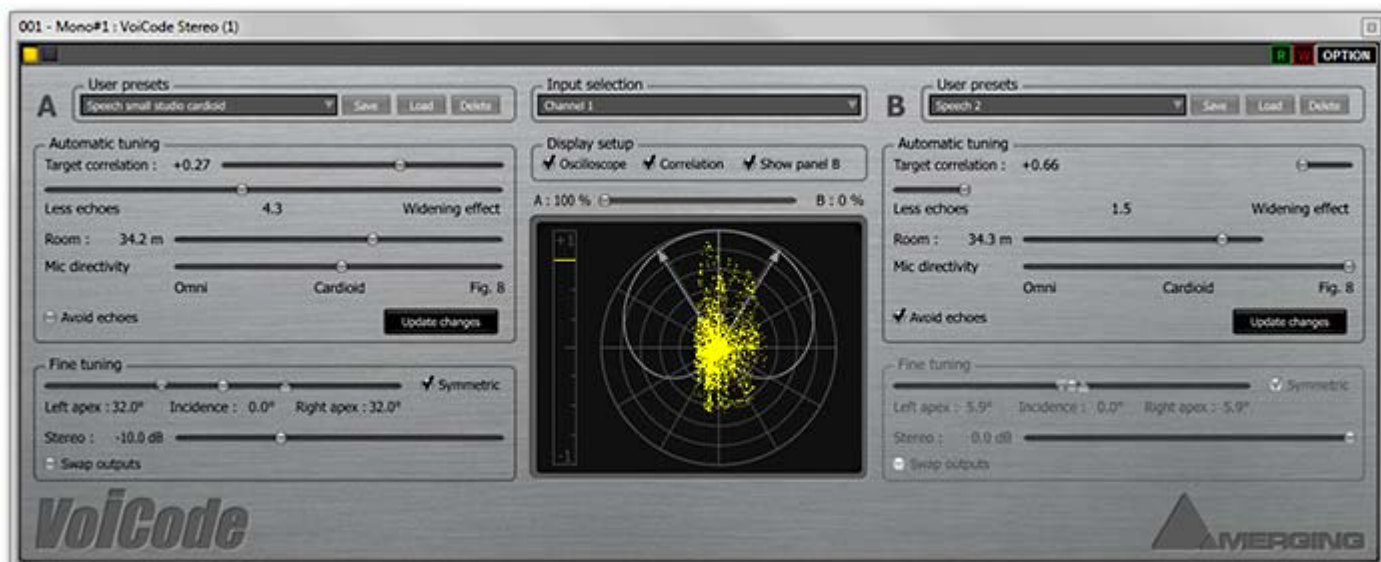 001 - Mono#1 : VoiCode Stereo (1)
R W OPTION
A
User presets
Speech small studio cardioid
Save Load Delete
Automatic tuning
Target correlation : +0.27
Less echoes 4.3 Widening effect
Room : 34.2 m
Mic directivity
Omni Cardioid Fig. 8
Avoid echoes
Update changes
Fine tuning
Symmetric
Left apex : 32.0° Incidence : 0.0° Right apex : 32.0°
Stereo : -10.0 dB
Swap outputs
Input selection
Channel 1
Display setup
Oscilloscope Correlation Show panel B
A : 100 % B : 0 %
+1
-1
B
User presets
Speech 2
Save Load Delete
Automatic tuning
Target correlation : +0.66
Less echoes 1.5 Widening effect
Room : 34.3 m
Mic directivity
Omni Cardioid Fig. 8
Avoid echoes
Update changes
Fine tuning
Symmetric
Left apex : 5.9° Incidence : 0.0° Right apex : 5.9°
Stereo : 0.0 dB
Swap outputs
VoiCode
MERGING